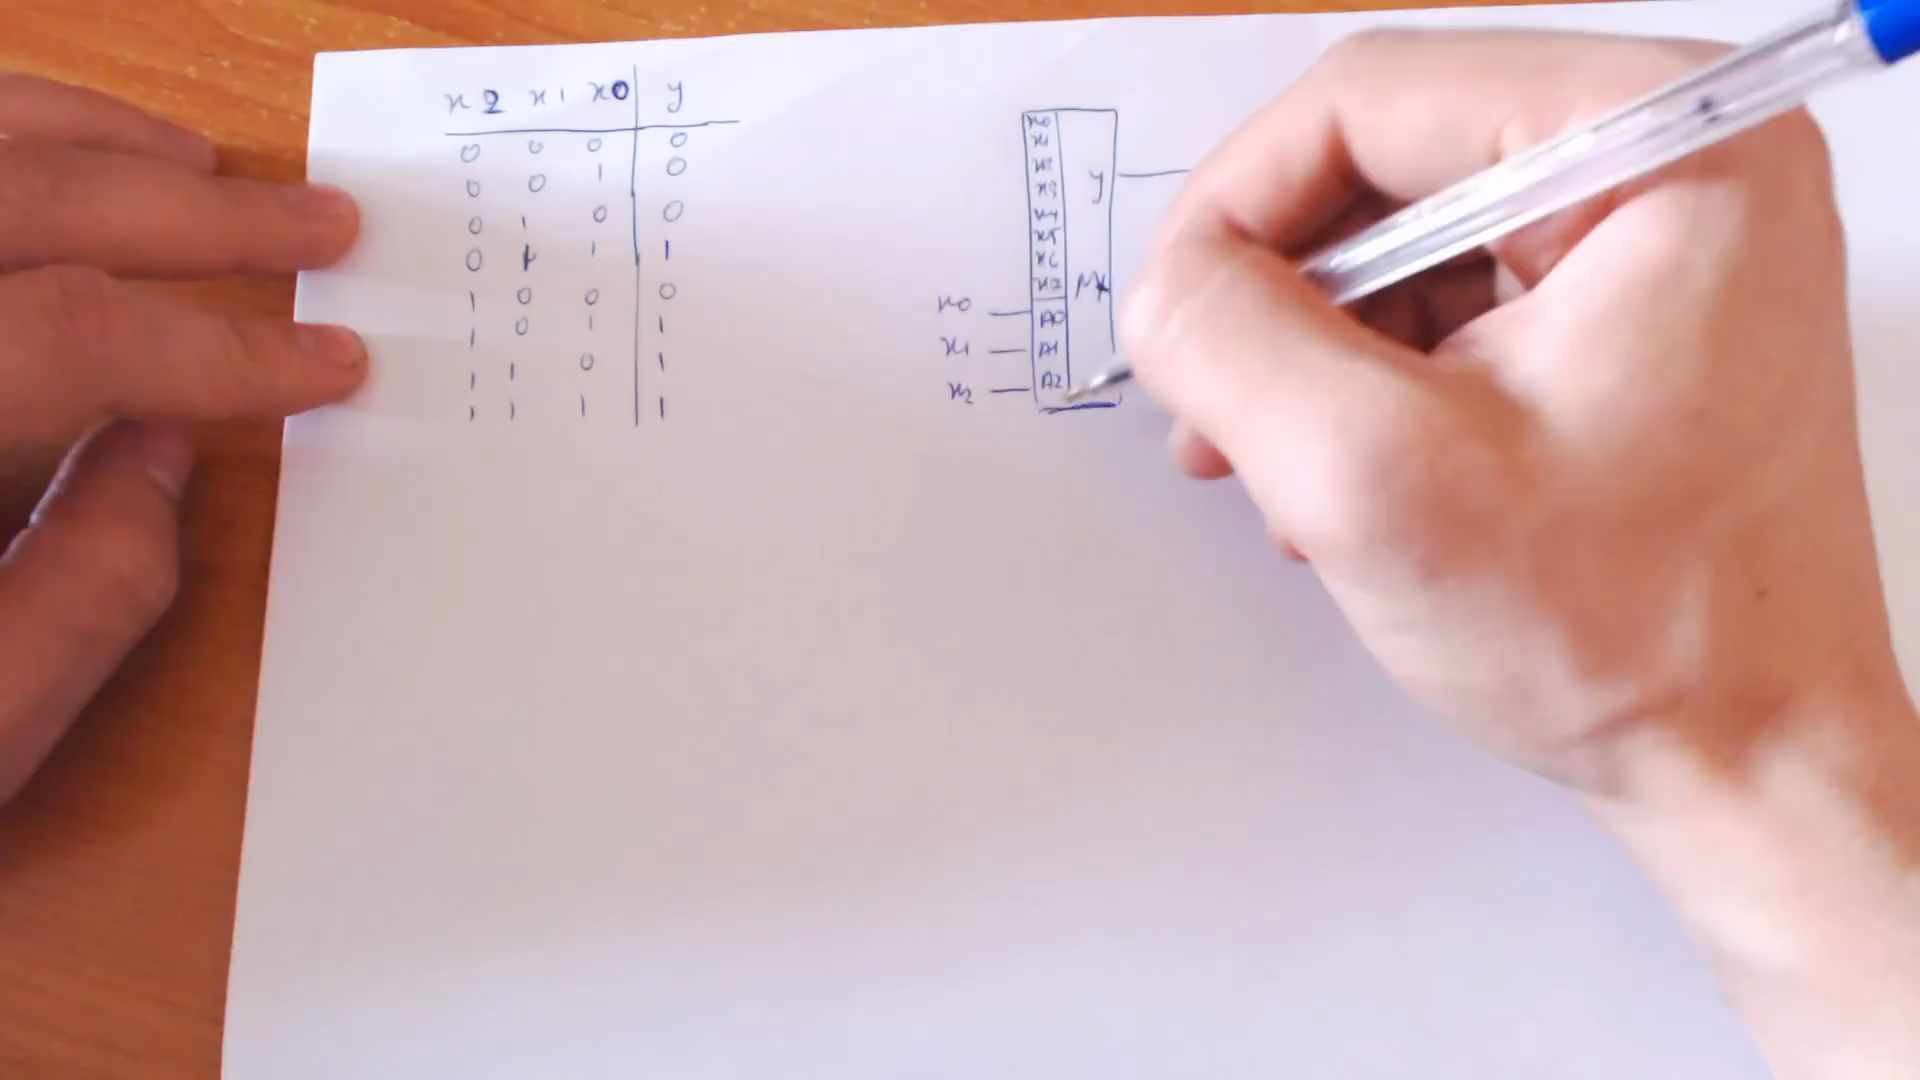 x2 x1 x0 y
0 0 0 0
0 0 1 0
0 1 0 0
0 1 1 1
1 0 0 0
1 0 1 1
1 1 0 1
1 1 1 1
x0
x1
x2
x3
x4
x5
x6
x7
y
MX
x0 A0
x1 A1
x2 A2